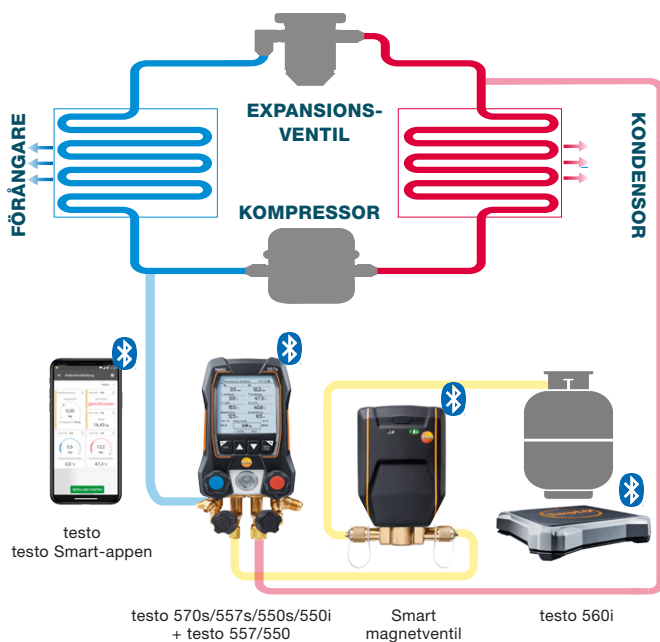 EXPANSIONS-
VENTIL
FÖRÅNGARE
KONDENSOR
KOMPRESSOR
testo
testo Smart-appen
testo 570s/557s/550s/550i
+ testo 557/550
Smart
magnetventil
testo 560i